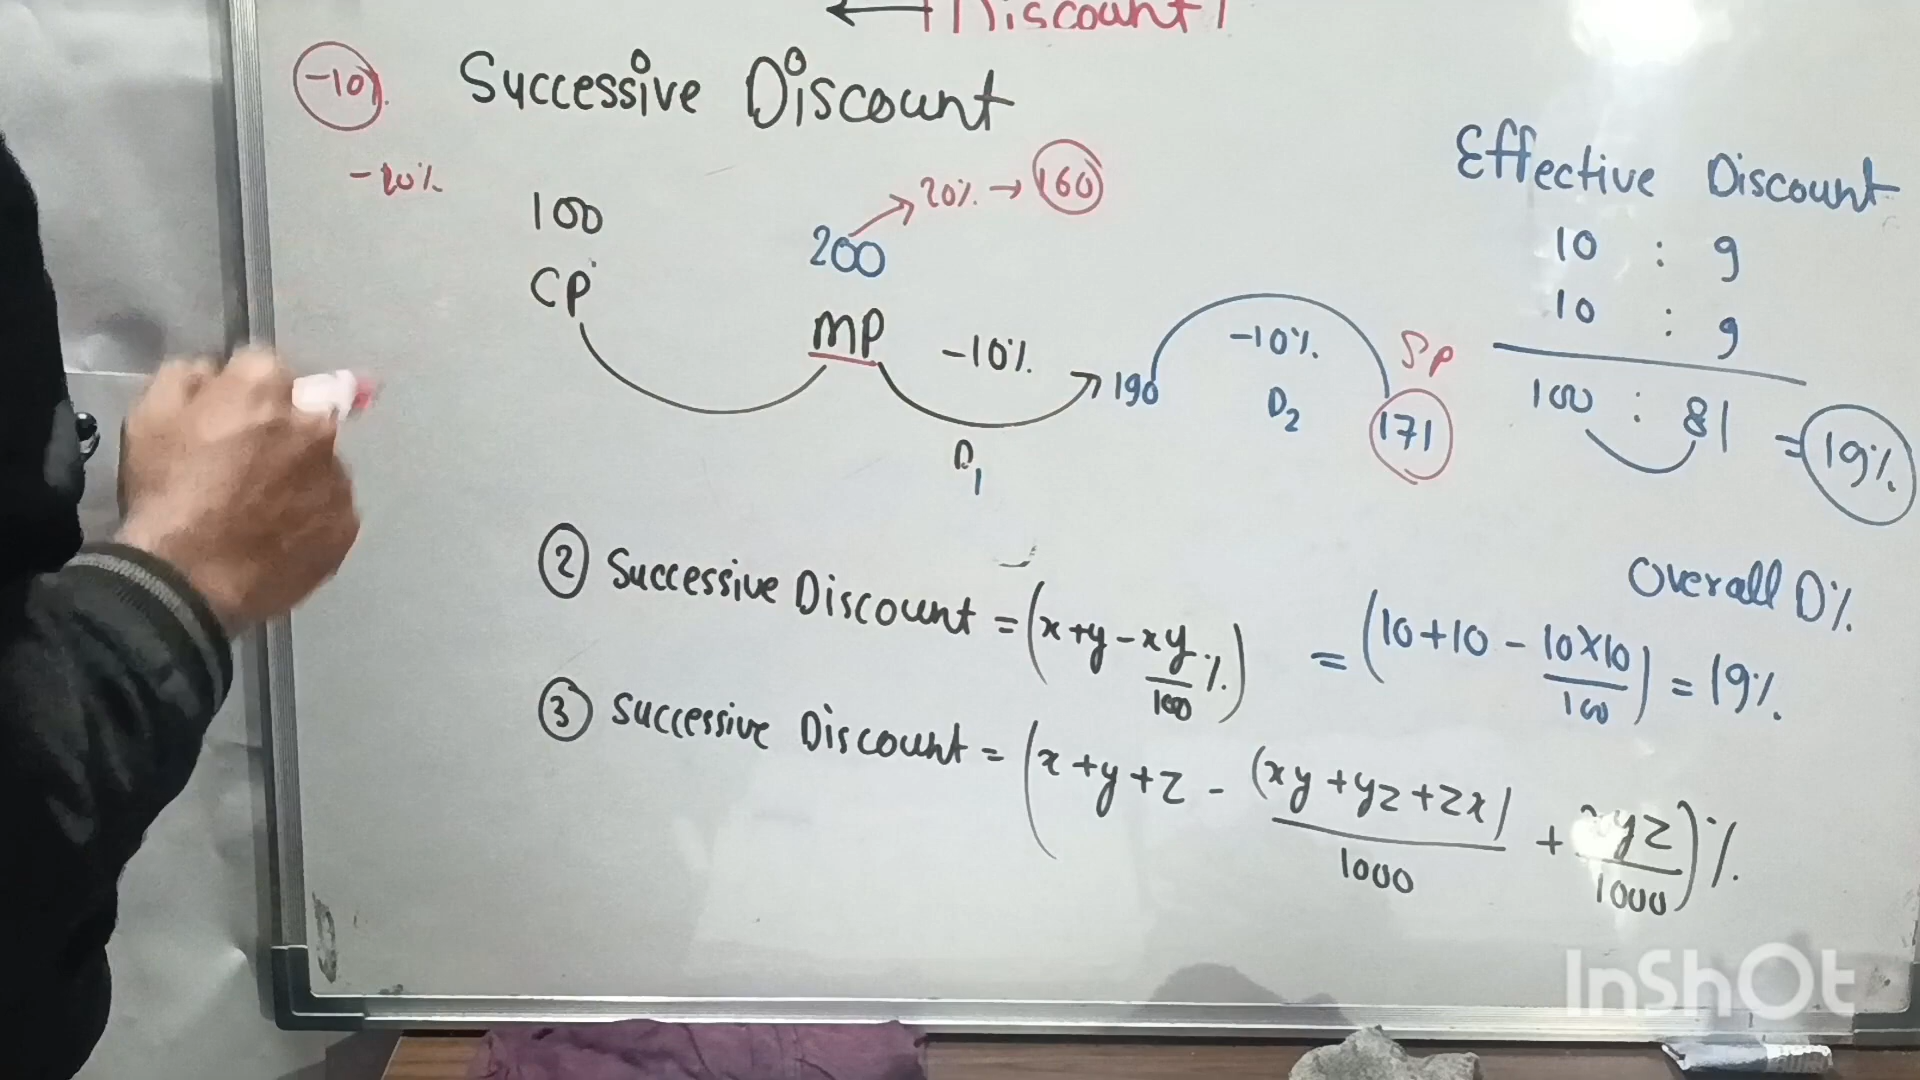 Discount
-10%
Successive Discount
-20%
100
CP
200 → 20% → 160
MP
-10%
D1
190
-10%
D2
SP
171
Effective Discount
10 : 9
10 : 9
100 : 81 = 19%
② Successive Discount = (x+y-xy/100 %)
Overall D%
= (10+10 - 10×10/100) = 19%
③ Successive Discount = (x+y+z - (xy+yz+zx)/1000 + xyz/1000)%
InShOt